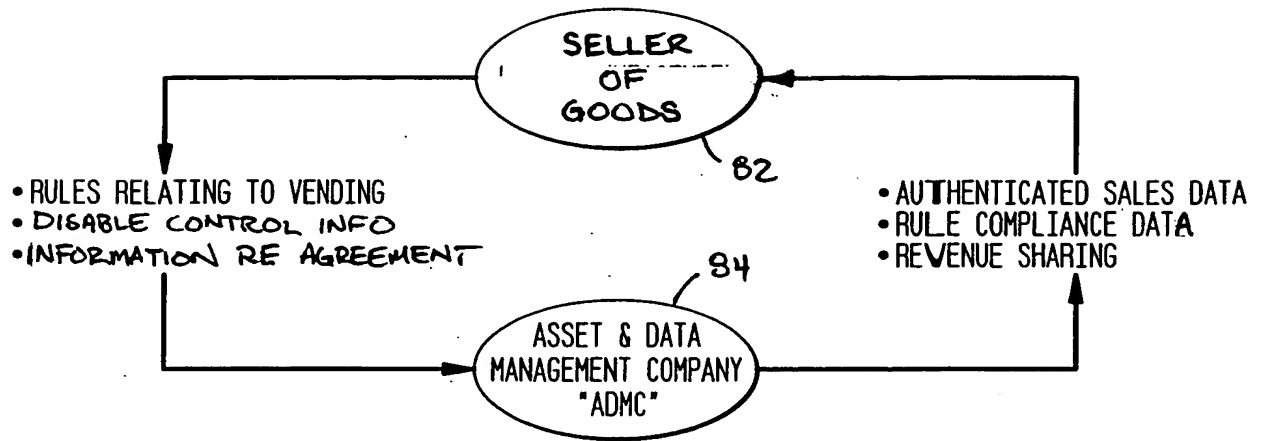 SELLER
OF
GOODS
82
• RULES RELATING TO VENDING
• DISABLE CONTROL INFO
• INFORMATION RE AGREEMENT
• AUTHENTICATED SALES DATA
• RULE COMPLIANCE DATA
• REVENUE SHARING
84
ASSET & DATA
MANAGEMENT COMPANY
"ADMC"